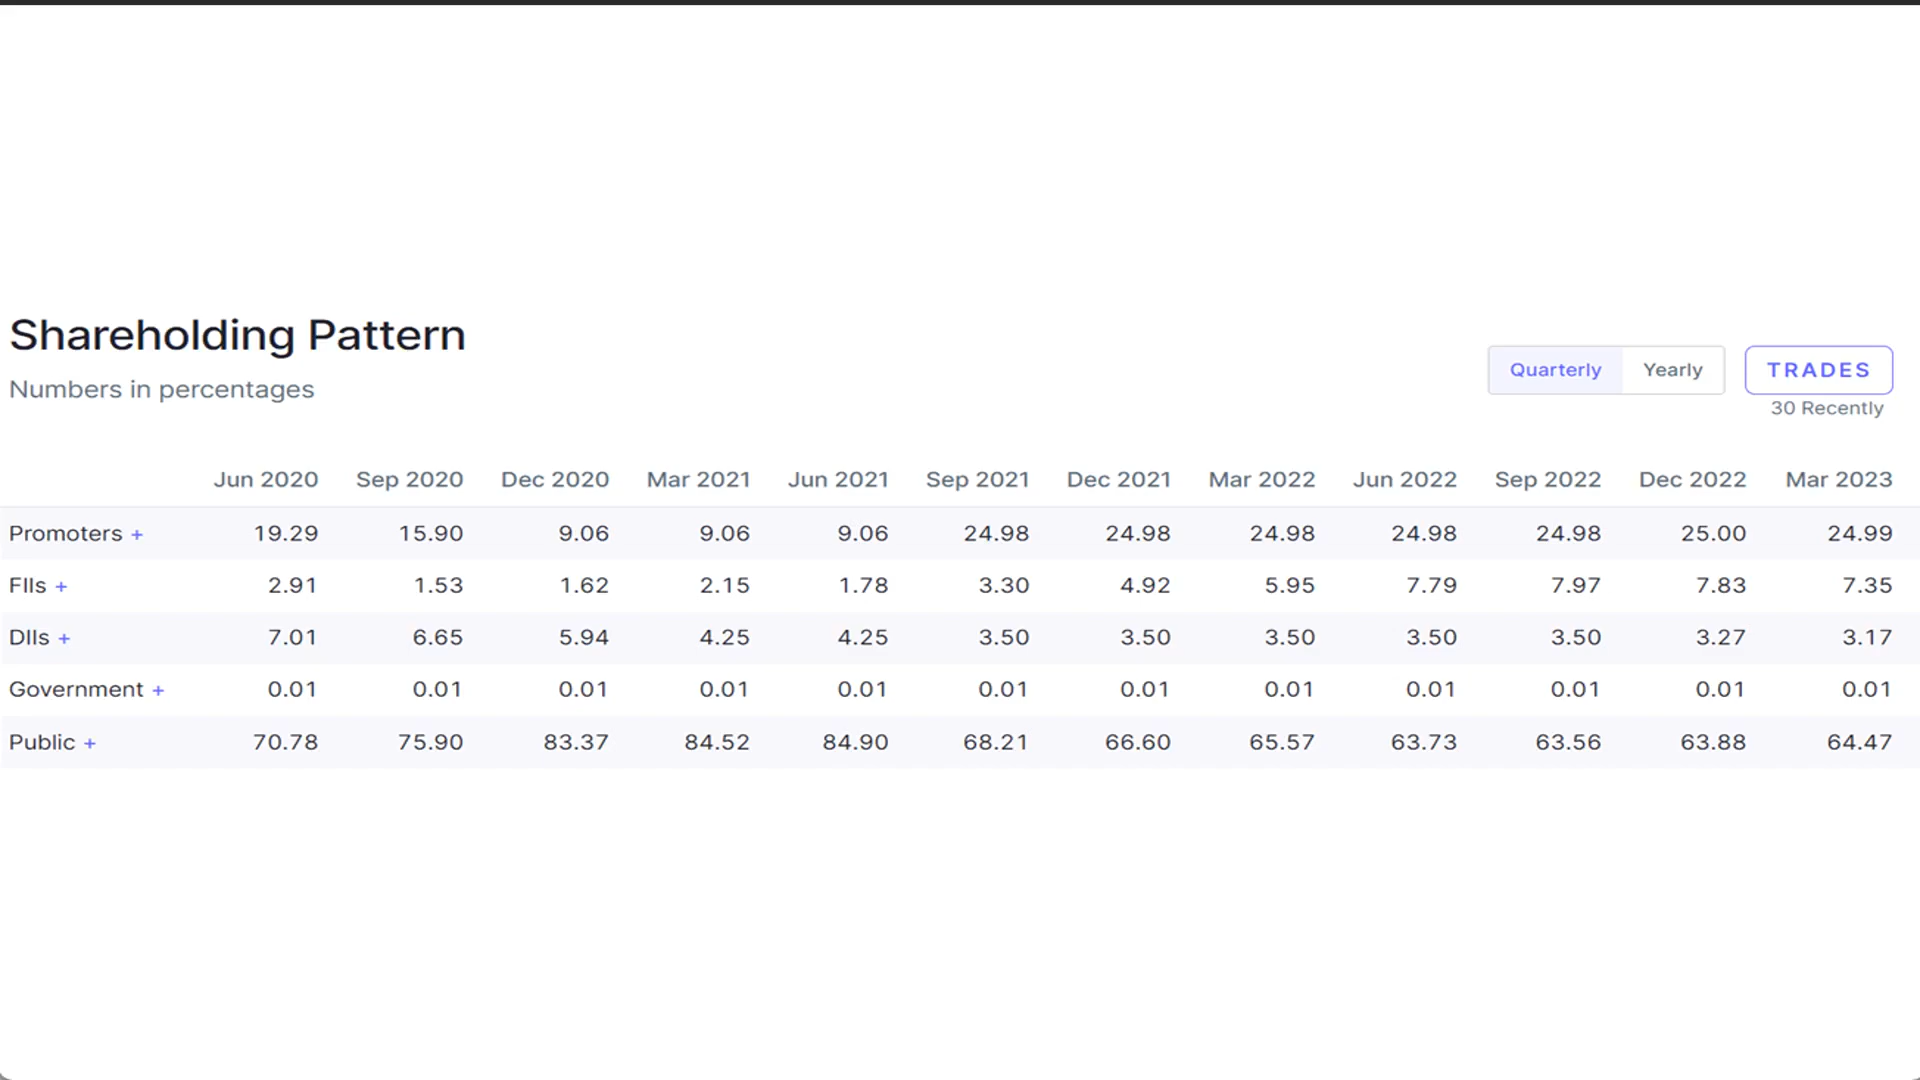 Shareholding Pattern
Numbers in percentages
Quarterly Yearly TRADES
30 Recently
Jun 2020 Sep 2020 Dec 2020 Mar 2021 Jun 2021 Sep 2021 Dec 2021 Mar 2022 Jun 2022 Sep 2022 Dec 2022 Mar 2023
Promoters + 19.29 15.90 9.06 9.06 9.06 24.98 24.98 24.98 24.98 24.98 25.00 24.99
FIIs + 2.91 1.53 1.62 2.15 1.78 3.30 4.92 5.95 7.79 7.97 7.83 7.35
DIIs + 7.01 6.65 5.94 4.25 4.25 3.50 3.50 3.50 3.50 3.50 3.27 3.17
Government + 0.01 0.01 0.01 0.01 0.01 0.01 0.01 0.01 0.01 0.01 0.01 0.01
Public + 70.78 75.90 83.37 84.52 84.90 68.21 66.60 65.57 63.73 63.56 63.88 64.47